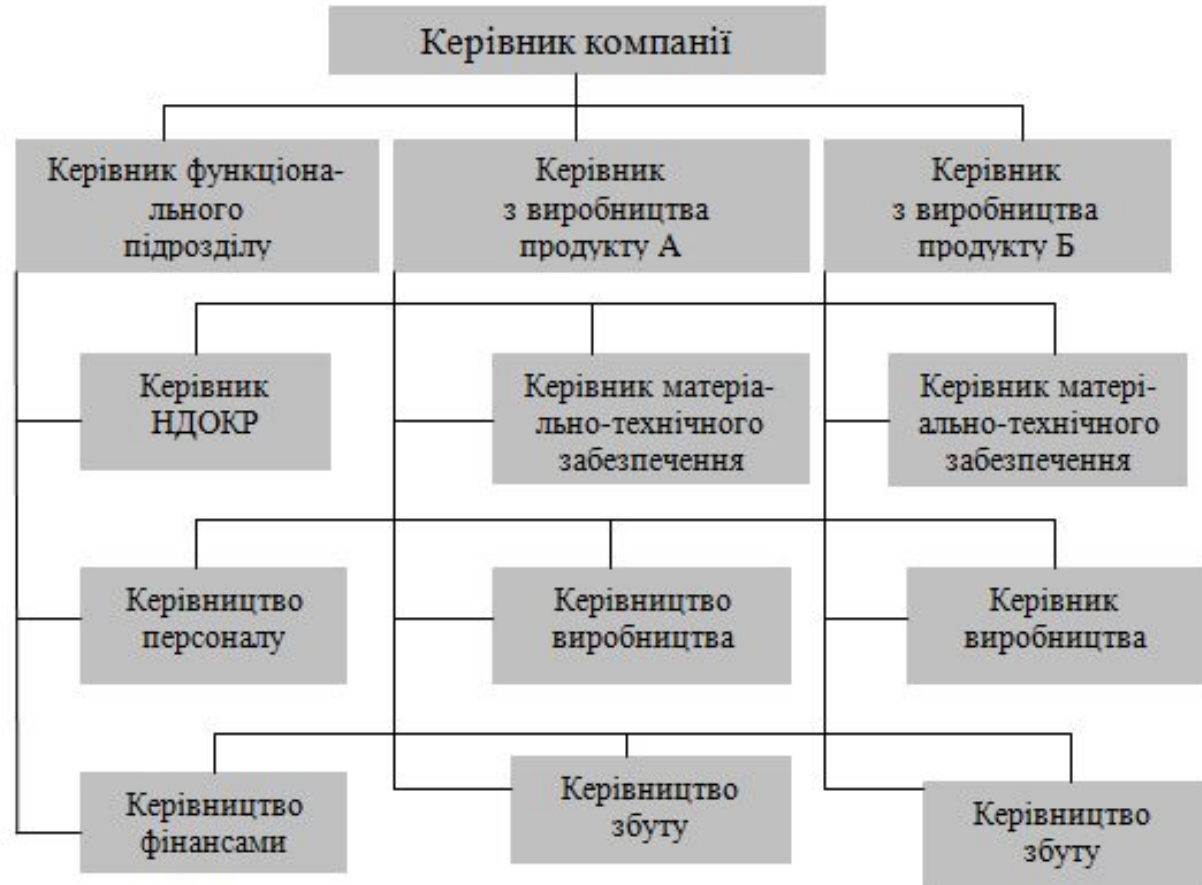 Керівник компанії
Керівник функціона-
льного
підрозділу
Керівник
з виробництва
продукту А
Керівник
з виробництва
продукту Б
Керівник
НДОКР
Керівник матеріа-
льно-технічного
забезпечення
Керівник матері-
ально-технічного
забезпечення
Керівництво
персоналу
Керівництво
виробництва
Керівник
виробництва
Керівництво
фінансами
Керівництво
збуту
Керівництво
збуту